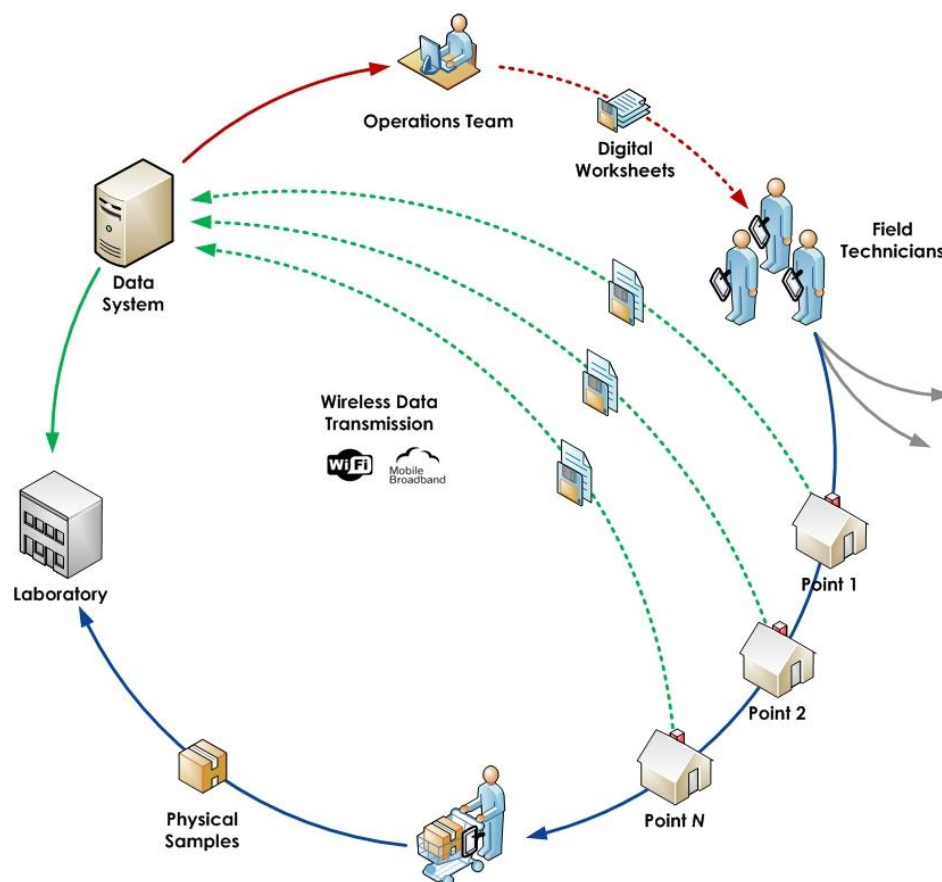 Operations Team
Digital
Worksheets
Field
Technicians
Data
System
Wireless Data
Transmission
WiFi
Mobile
Broadband
Laboratory
Point 1
Point 2
Point N
Physical
Samples